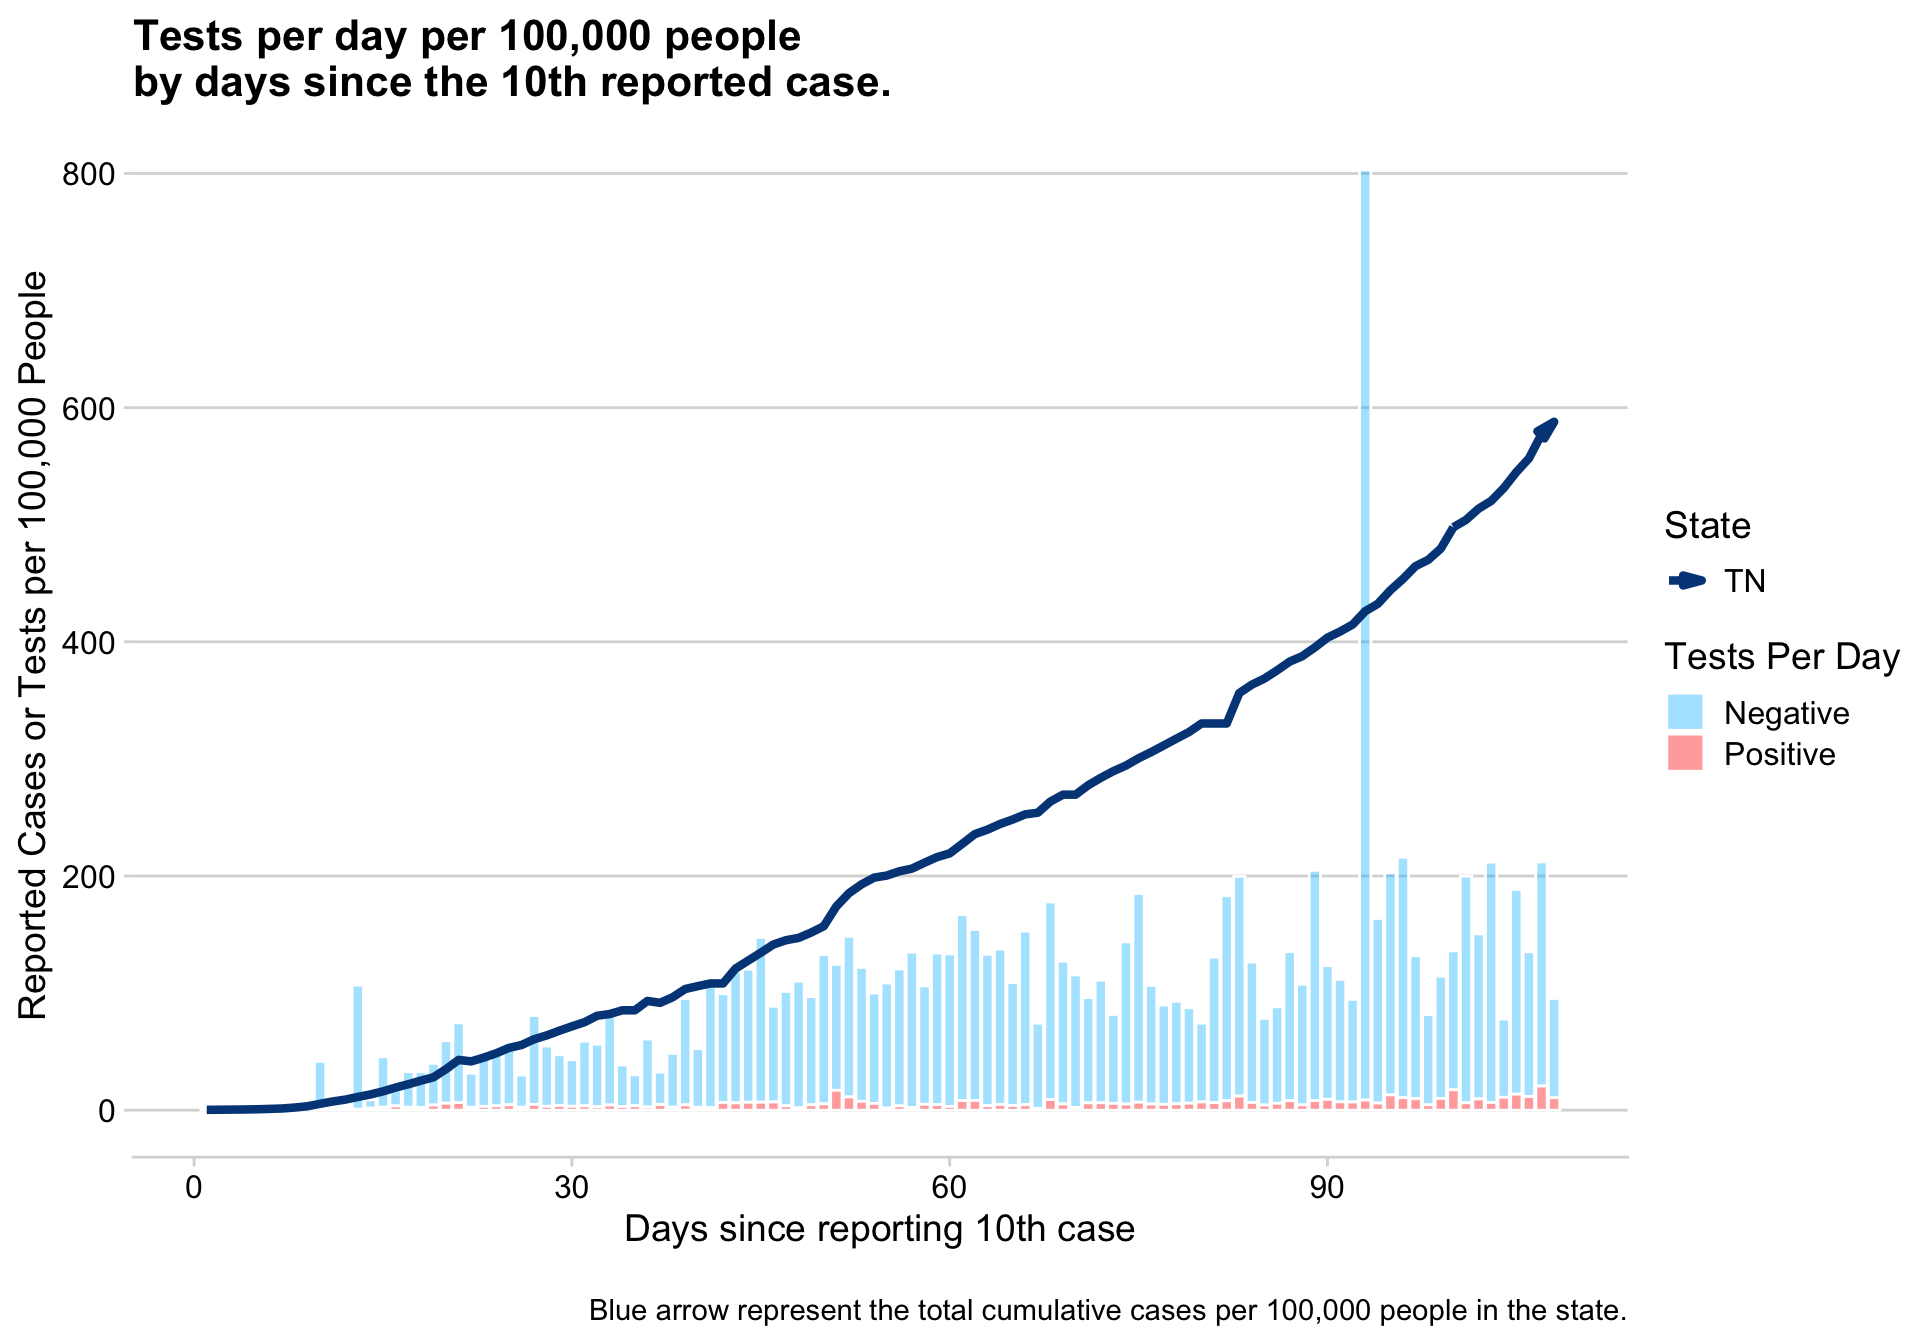 Tests per day per 100,000 people
by days since the 10th reported case.
Reported Cases or Tests per 100,000 People
800
600
400
200
0
0 30 60 90
Days since reporting 10th case
State
TN
Tests Per Day
Negative
Positive
Blue arrow represent the total cumulative cases per 100,000 people in the state.